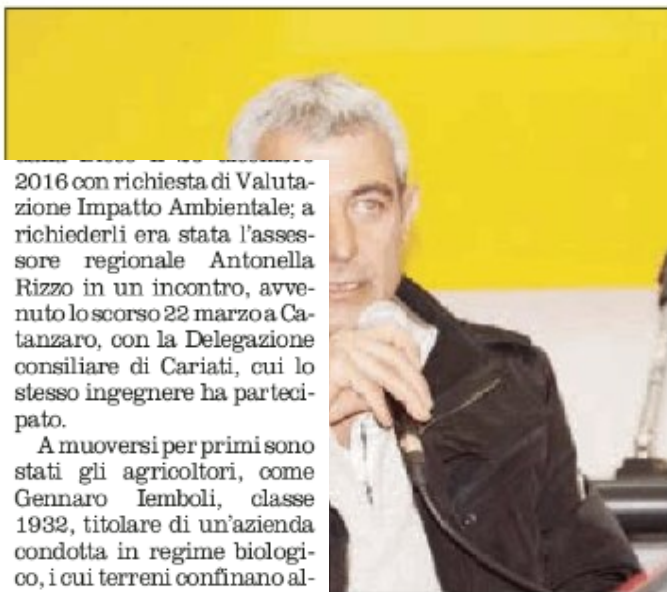 2016 con richiesta di Valuta-
zione Impatto Ambientale; a
richiederli era stata l'asses-
sore regionale Antonella
Rizzo in un incontro, avve-
nuto lo scorso 22 marzo a Ca-
tanzaro, con la Delegazione
consiliare di Cariati, cui lo
stesso ingegnere ha parteci-
pato.
A muoversi per primi sono
stati gli agricoltori, come
Gennaro Iemboli, classe
1932, titolare di un'azienda
condotta in regime biologi-
co, i cui terreni confinano al-